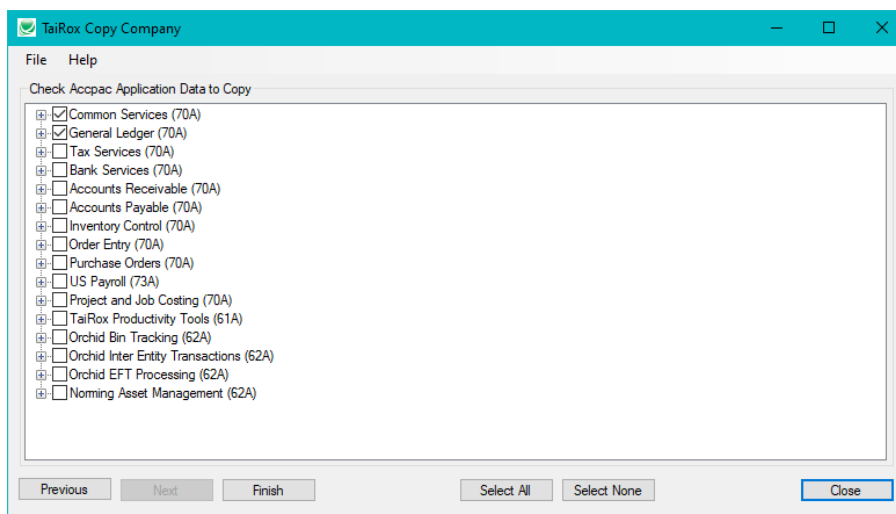 TaiRox Copy Company
File Help
Check Accpac Application Data to Copy
Common Services (70A)
General Ledger (70A)
Tax Services (70A)
Bank Services (70A)
Accounts Receivable (70A)
Accounts Payable (70A)
Inventory Control (70A)
Order Entry (70A)
Purchase Orders (70A)
US Payroll (73A)
Project and Job Costing (70A)
TaiRox Productivity Tools (61A)
Orchid Bin Tracking (62A)
Orchid Inter Entity Transactions (62A)
Orchid EFT Processing (62A)
Norming Asset Management (62A)
Previous Next Finish Select All Select None Close